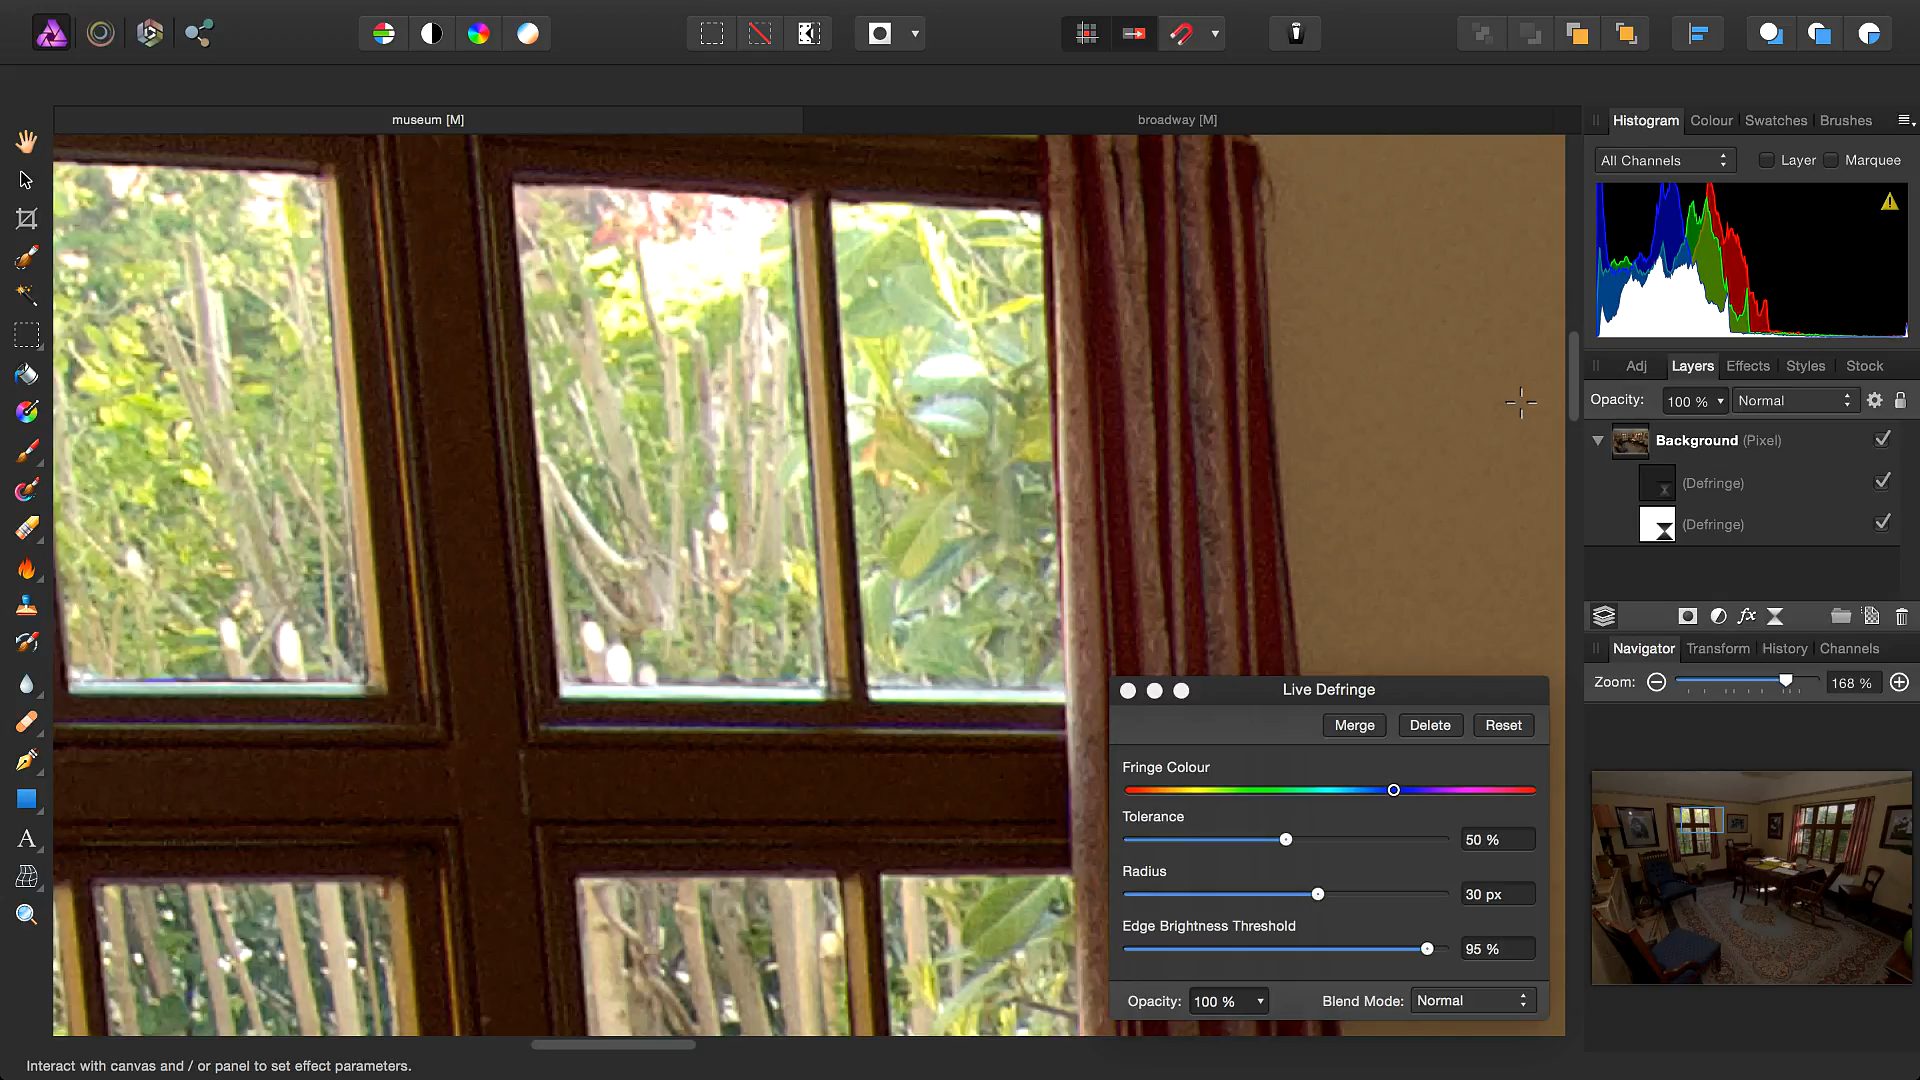 museum [M]
broadway [M]
Histogram Colour Swatches Brushes
All Channels Layer Marquee
Adj Layers Effects Styles Stock
Opacity: 100 % Normal
Background (Pixel)
(Defringe)
(Defringe)
fx
Navigator Transform History Channels
Zoom: 168 %
Live Defringe
Merge Delete Reset
Fringe Colour
Tolerance
50 %
Radius
30 px
Edge Brightness Threshold
95 %
Opacity: 100 % Blend Mode: Normal
A
Interact with canvas and / or panel to set effect parameters.